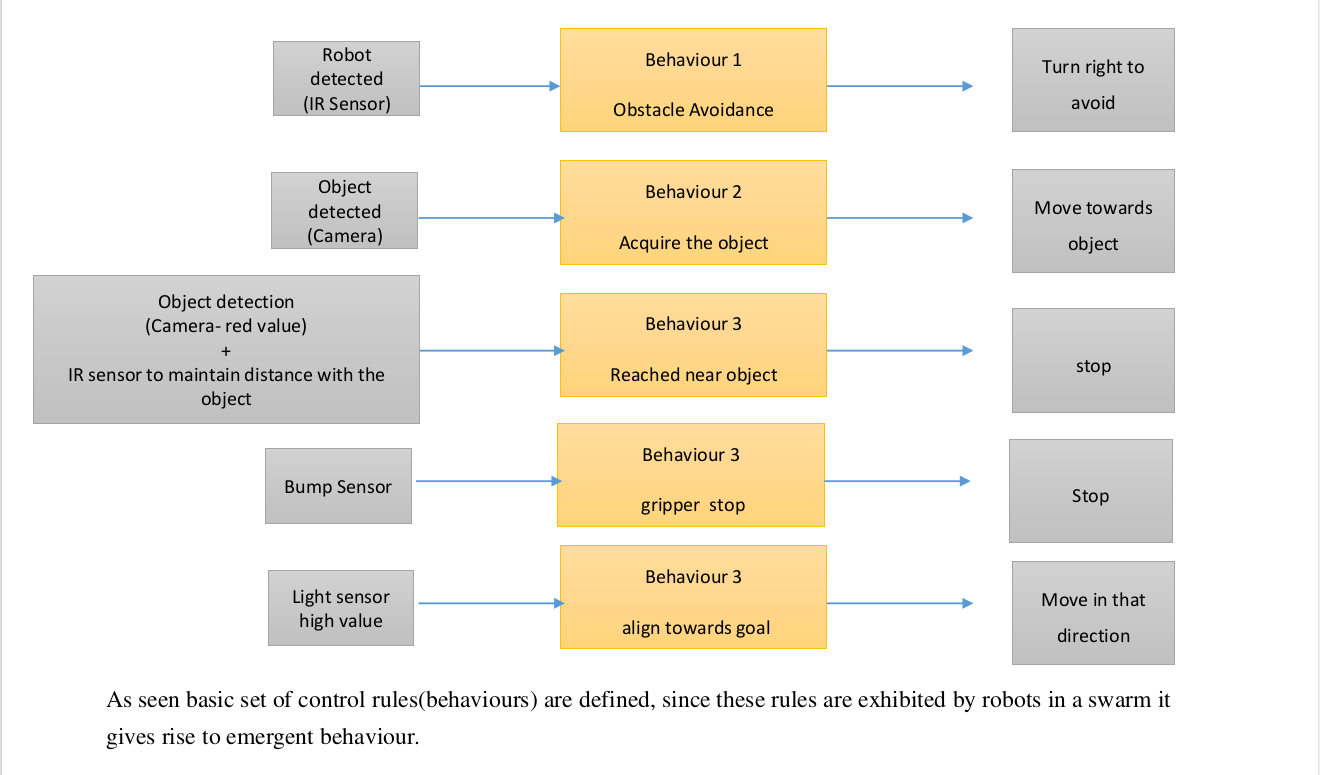 Robot
detected
(IR Sensor)
Behaviour 1
Obstacle Avoidance
Turn right to
avoid
Object
detected
(Camera)
Behaviour 2
Acquire the object
Move towards
object
Object detection
(Camera- red value)
+
IR sensor to maintain distance with the
object
Behaviour 3
Reached near object
stop
Bump Sensor
Behaviour 3
gripper  stop
Stop
Light sensor
high value
Behaviour 3
align towards goal
Move in that
direction
As seen basic set of control rules(behaviours) are defined, since these rules are exhibited by robots in a swarm it
gives rise to emergent behaviour.